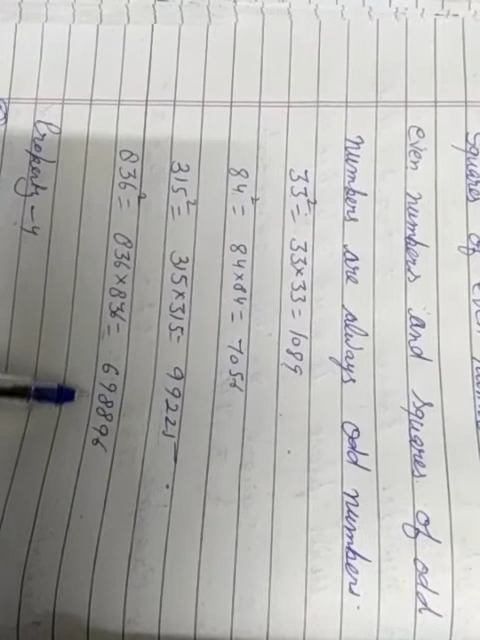 Squares of even
even numbers and squares of odd
numbers are always odd numbers.
33² = 33×33 = 1089
84² = 84×84 = 7056
315² = 315×315 = 99225
836² = 836×836 = 698896
Property-4